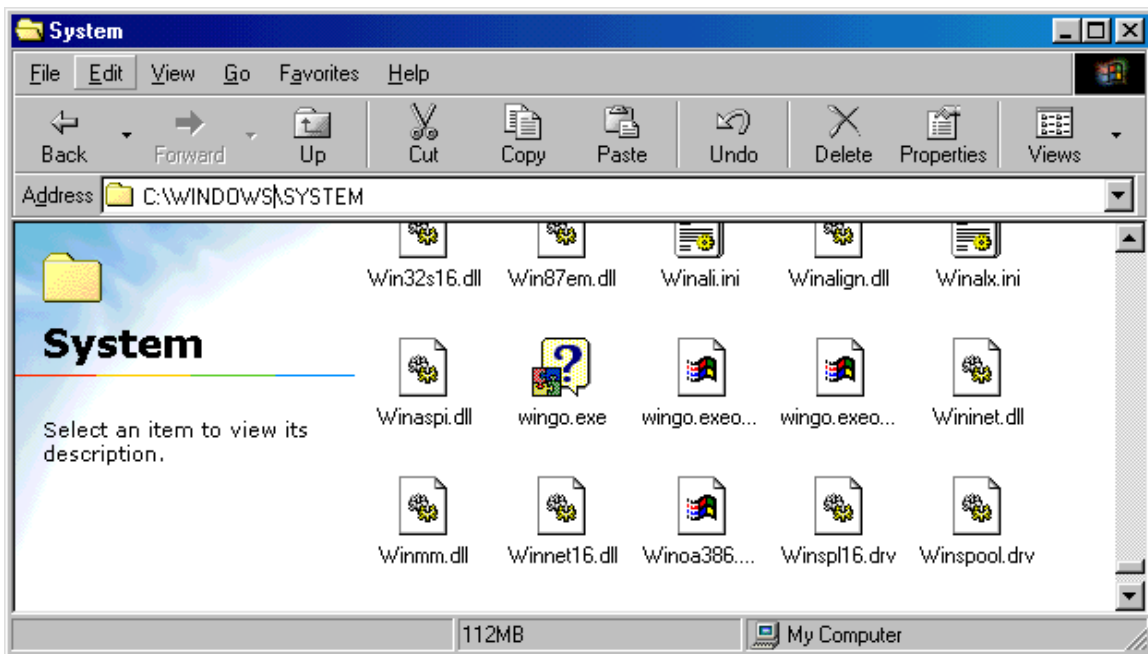 System
File Edit View Go Favorites Help
Back Forward Up Cut Copy Paste Undo Delete Properties Views
Address C:\WINDOWS\SYSTEM
Win32s16.dll Win87em.dll Winali.ini Winalign.dll Winalx.ini
System
Winaspi.dll wingo.exe wingo.exeo... wingo.exeo... Wininet.dll
Select an item to view its
description.
Winmm.dll Winnet16.dll Winoa386.... Winspl16.drv Winspool.drv
112MB My Computer